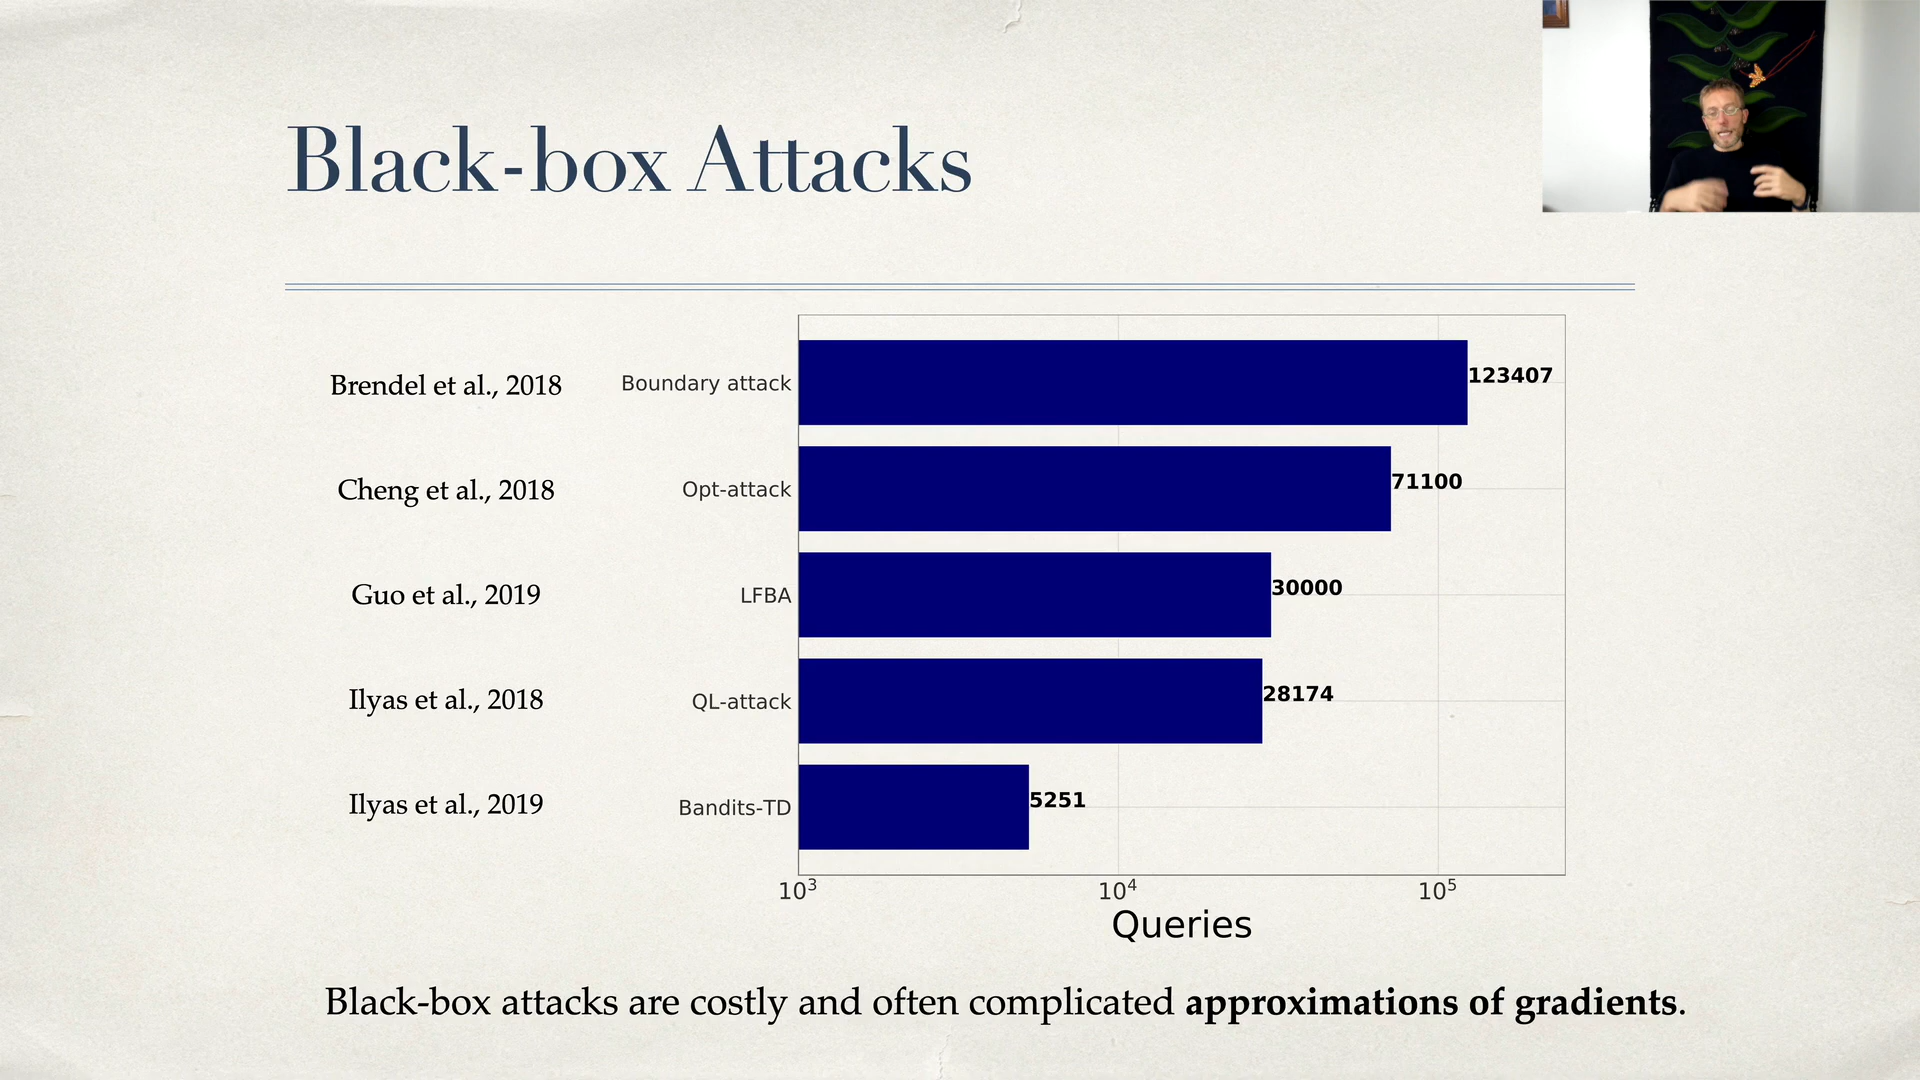 Black-box Attacks
Brendel et al., 2018 Boundary attack 123407
Cheng et al., 2018 Opt-attack 71100
Guo et al., 2019 LFBA 30000
Ilyas et al., 2018 QL-attack 28174
Ilyas et al., 2019 Bandits-TD 5251
10³ 10⁴ 10⁵
Queries
Black-box attacks are costly and often complicated approximations of gradients.